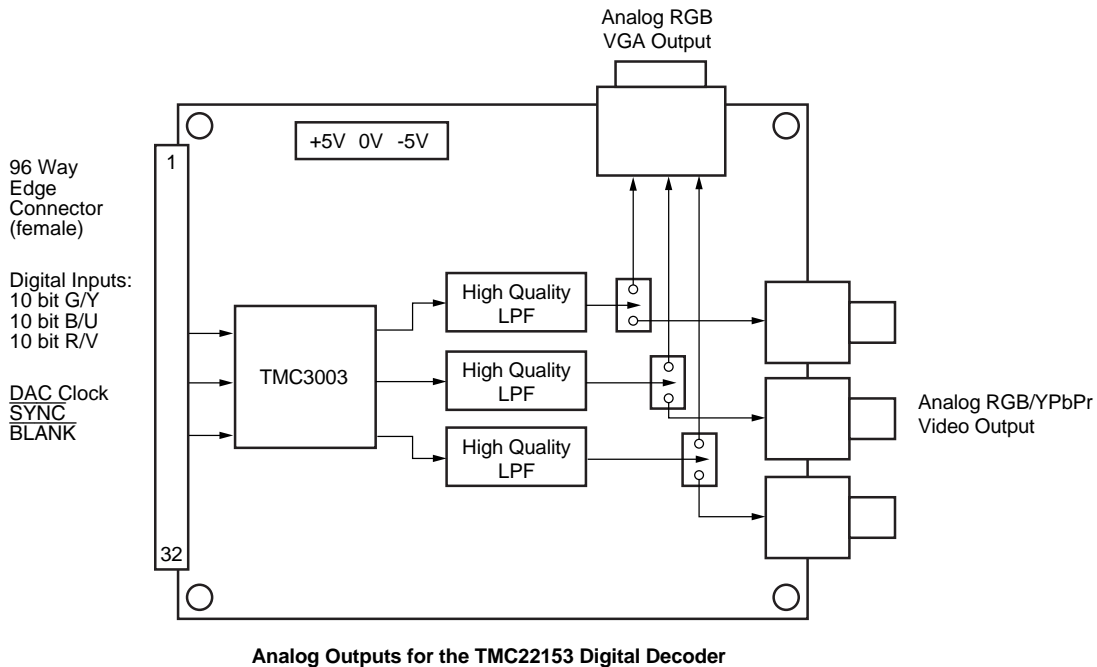 Analog RGB
VGA Output
+5V 0V -5V
1
96 Way
Edge
Connector
(female)
Digital Inputs:
10 bit G/Y
10 bit B/U
10 bit R/V
DAC Clock
SYNC
BLANK
32
TMC3003
High Quality
LPF
High Quality
LPF
High Quality
LPF
Analog RGB/YPbPr
Video Output
Analog Outputs for the TMC22153 Digital Decoder